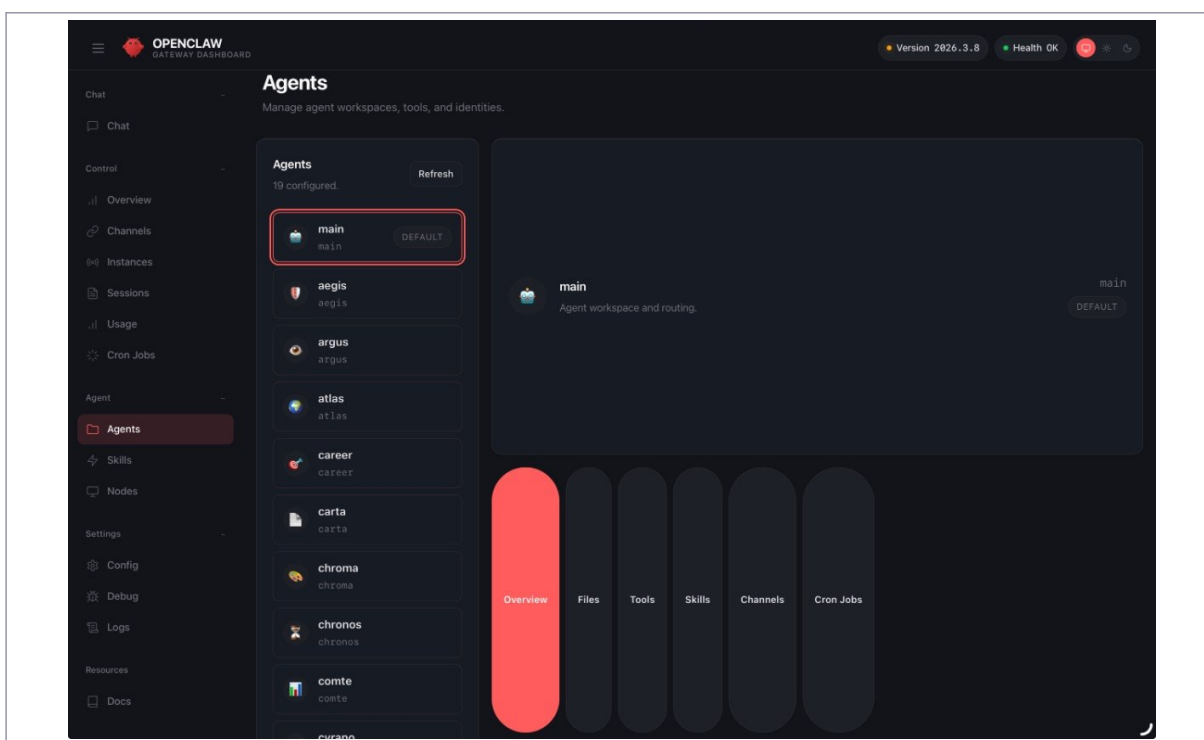 OPENCLAW
GATEWAY DASHBOARD
Version 2026.3.8
Health OK
Chat
Chat
Control
Overview
Channels
Instances
Sessions
Usage
Cron Jobs
Agent
Agents
Skills
Nodes
Settings
Config
Debug
Logs
Resources
Docs
Agents
Manage agent workspaces, tools, and identities.
Agents
19 configured.
Refresh
main
main
DEFAULT
aegis
aegis
argus
argus
atlas
atlas
career
career
carta
carta
chroma
chroma
chronos
chronos
comte
comte
cyrano
main
Agent workspace and routing.
main
DEFAULT
Overview
Files
Tools
Skills
Channels
Cron Jobs